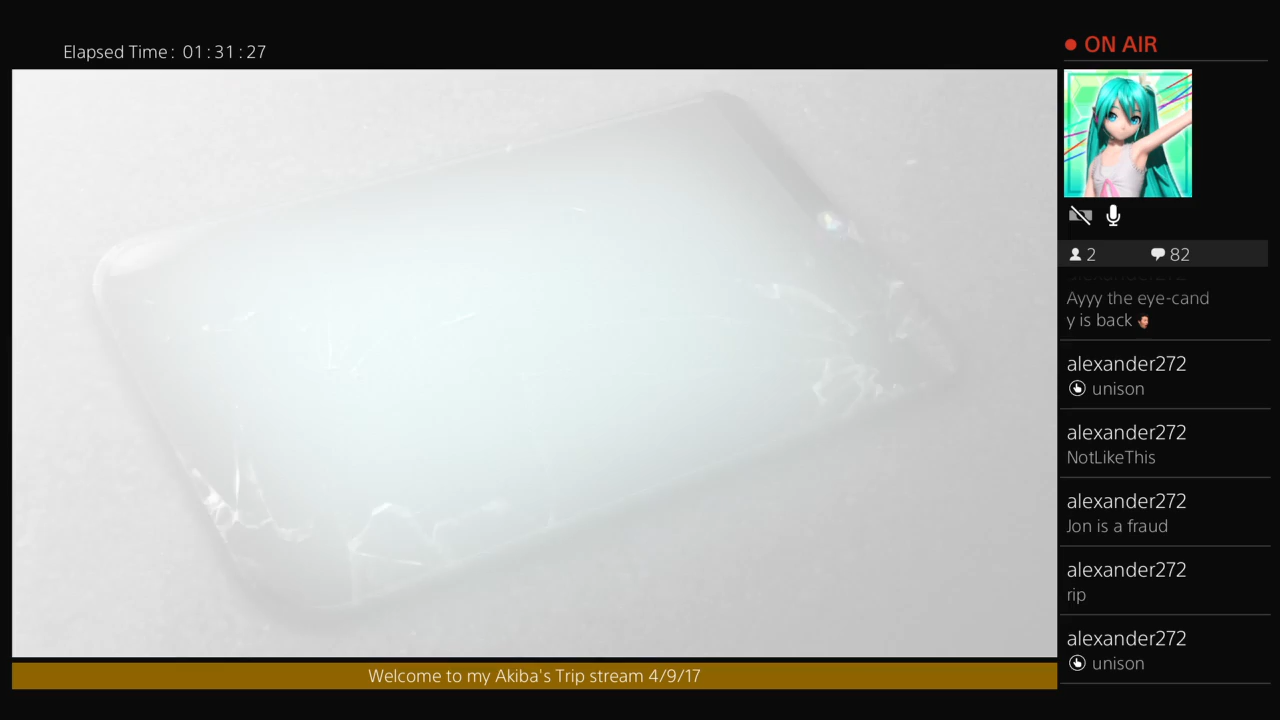 Elapsed Time: 01:31:27
ON AIR
2
82
Ayyy the eye-cand
y is back
alexander272
unison
alexander272
NotLikeThis
alexander272
Jon is a fraud
alexander272
rip
alexander272
unison
Welcome to my Akiba's Trip stream 4/9/17